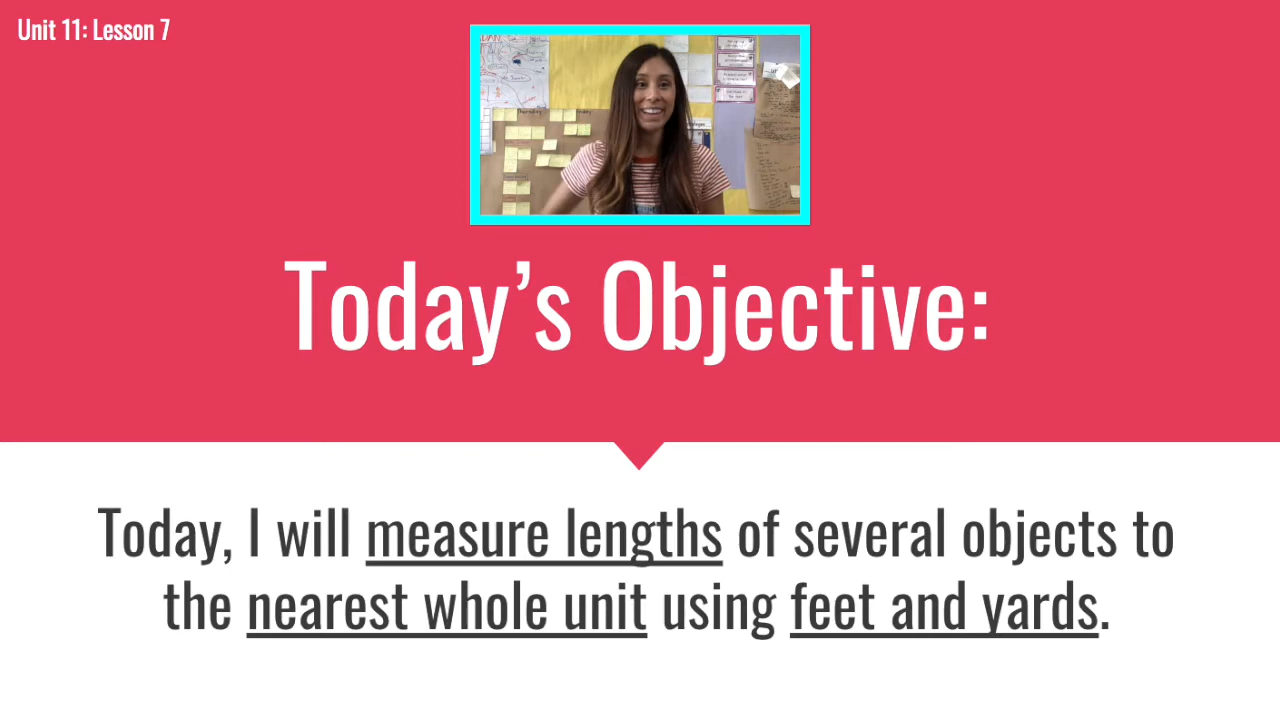 Unit 11: Lesson 7
Today's Objective:
Today, I will measure lengths of several objects to
the nearest whole unit using feet and yards.